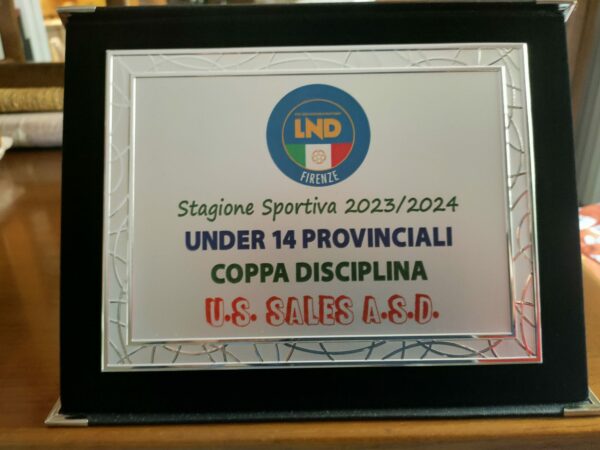 LND
FIRENZE
Stagione Sportiva 2023/2024
UNDER 14 PROVINCIALI
COPPA DISCIPLINA
U.S. SALES A.S.D.